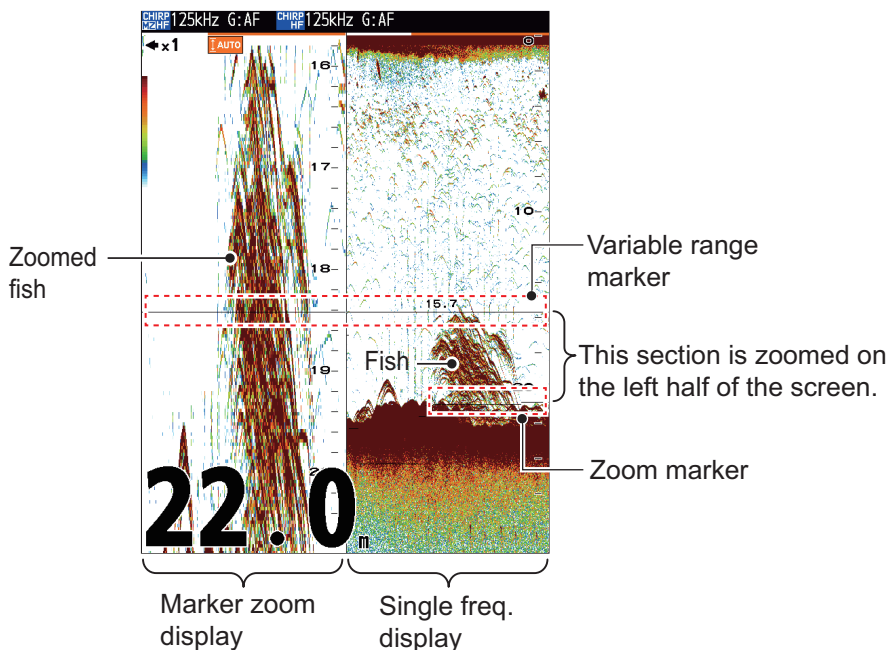 CHIRP MZHF 125kHz G:AF CHIRP HF 125kHz G:AF
x1 AUTO 0
16
17
10
Variable range
marker
Zoomed
fish
18
15.7
Fish
19
This section is zoomed on
the left half of the screen.
Zoom marker
22.0m
Marker zoom
display
Single freq.
display